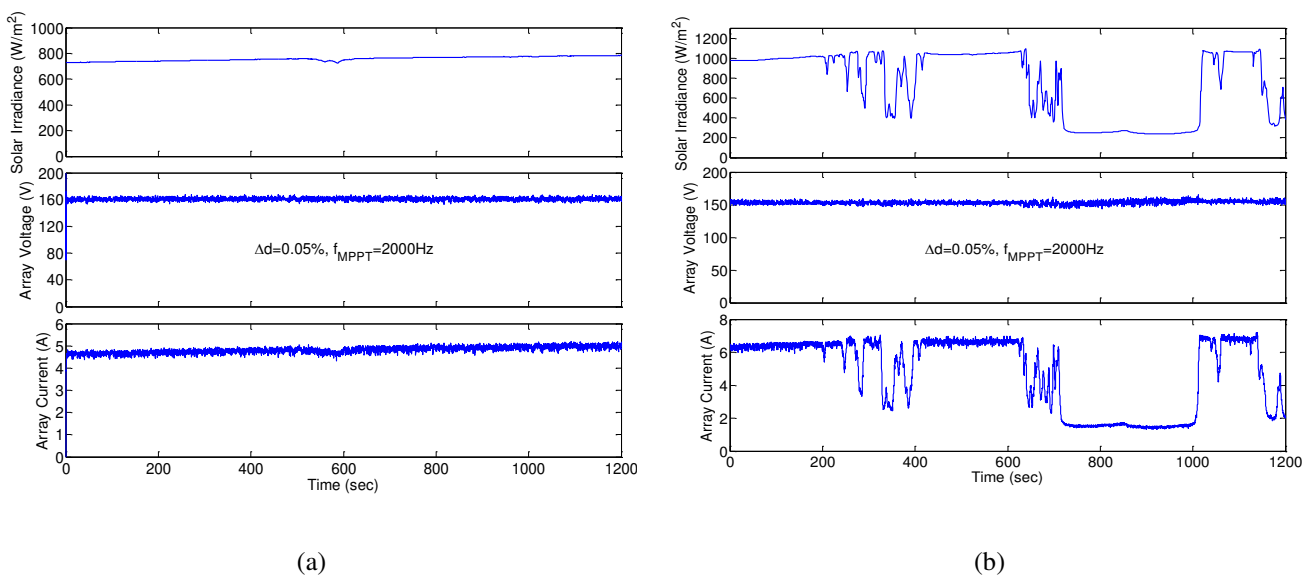 Solar Irradiance (W/m²)
1000
800
600
400
200
0
Array Voltage (V)
200
160
120
80
40
0
Δd=0.05%, f_MPPT=2000Hz
Array Current (A)
6
5
4
3
2
1
0
0 200 400 600 800 1000 1200
Time (sec)
(a)
Solar Irradiance (W/m²)
1200
1000
800
600
400
200
0
Array Voltage (V)
200
150
100
50
0
Δd=0.05%, f_MPPT=2000Hz
Array Current (A)
8
6
4
2
0
0 200 400 600 800 1000 1200
Time (sec)
(b)